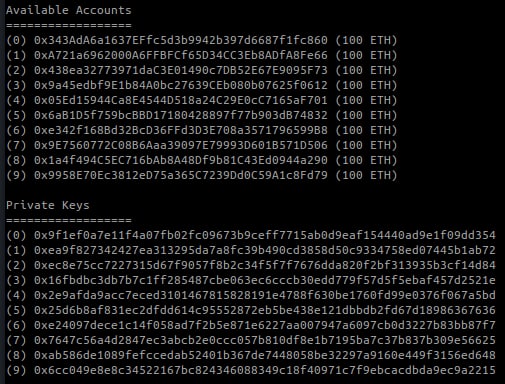 Available Accounts
==================
(0) 0x343AdA6a1637EFfc5d3b9942b397d6687f1fc860 (100 ETH)
(1) 0xA721a6962000A6FFBFCf65D34CC3Eb8ADfA8Fe66 (100 ETH)
(2) 0x438ea32773971daC3E01490c7DB52E67E9095F73 (100 ETH)
(3) 0x9a45edbf9E1b84A0bc27639CEb080b07625f0612 (100 ETH)
(4) 0x05Ed15944Ca8E4544D518a24C29E0cC7165aF701 (100 ETH)
(5) 0x6aB1D5f759bcBBD17180428897f77b903dB74832 (100 ETH)
(6) 0xe342f168Bd32BcD36FFd3D3E708a3571796599B8 (100 ETH)
(7) 0x9E7560772C08B6Aaa39097E79993D601B571D506 (100 ETH)
(8) 0x1a4f494C5EC716bAb8A48Df9b81C43Ed0944a290 (100 ETH)
(9) 0x9958E70Ec3812eD75a365C7239Dd0C59A1c8Fd79 (100 ETH)
Private Keys
==================
(0) 0x9f1ef0a7e11f4a07fb02fc09673b9ceff7715ab0d9eaf154440ad9e1f09dd354
(1) 0xea9f827342427ea313295da7a8fc39b490cd3858d50c9334758ed07445b1ab72
(2) 0xec8e75cc7227315d67f9057f8b2c34f5f7f7676dda820f2bf313935b3cf14d84
(3) 0x16fbdbc3db7b7c1ff285487cbe063ec6cccb30edd779f57d5f5ebaf457d2521e
(4) 0x2e9afda9acc7eced3101467815828191e4788f630be1760fd99e0376f067a5bd
(5) 0x25d6b8af831ec2dfdd614c95552872eb5be438e121dbbdb2fd67d18986367636
(6) 0xe24097dece1c14f058ad7f2b5e871e6227aa007947a6097cb0d3227b83bb87f7
(7) 0x7647c56a4d2847ec3abcb2e0ccc057b810df8e1b7195ba7c37b837b309e56625
(8) 0xab586de1089fefccedab52401b367de7448058be32297a9160e449f3156ed648
(9) 0x6cc049e8e8c34522167bc824346088349c18f40971c7f9ebcacdbda9ec9a2215